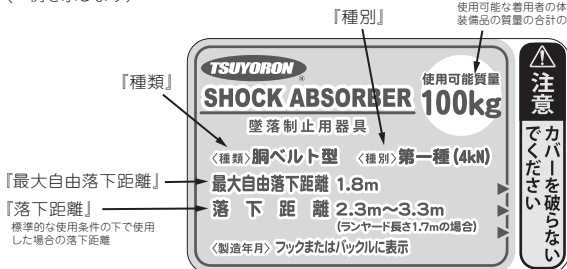 使用可能な着用者の体
装備品の質量の合計の
『種別』
『種類』
TSUYORON®
SHOCK ABSORBER
使用可能質量
100kg
墜落制止用器具
〈種類〉胴ベルト型 〈種別〉第一種(4kN)
『最大自由落下距離』
最大自由落下距離 1.8m
『落下距離』
標準的な使用条件の下で使用
した場合の落下距離
落下距離 2.3m~3.3m
(ランヤード長さ1.7mの場合)
〈製造年月〉フックまたはバックルに表示
注意
カバーを破らない
でください